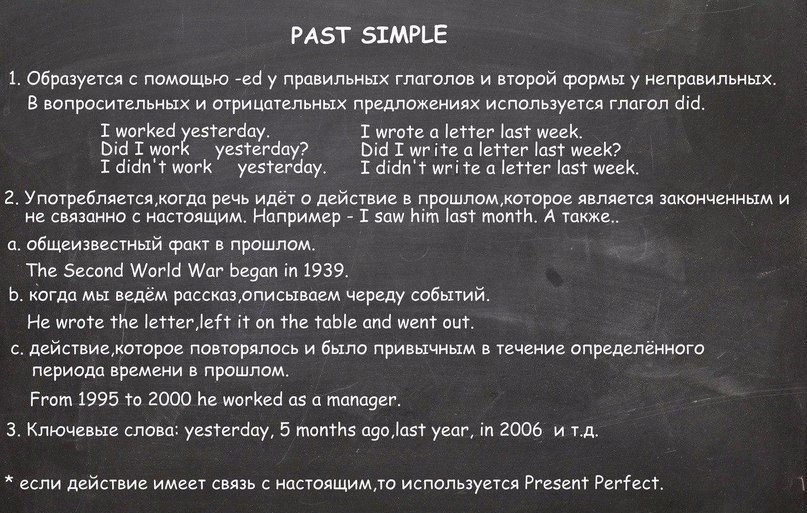 PAST SIMPLE
1. Образуется с помощью -ed у правильных глаголов и второй формы у неправильных.
В вопросительных и отрицательных предложениях используется глагол did.
I worked yesterday. I wrote a letter last week.
Did I work yesterday? Did I write a letter last week?
I didn't work yesterday. I didn't write a letter last week.
2. Употребляется,когда речь идёт о действие в прошлом,которое является законченным и
не связанно с настоящим. Например - I saw him last month. А также..
a. общеизвестный факт в прошлом.
The Second World War began in 1939.
b. когда мы ведём рассказ,описываем череду событий.
He wrote the letter,left it on the table and went out.
c. действие,которое повторялось и было привычным в течение определённого
периода времени в прошлом.
From 1995 to 2000 he worked as a manager.
3. Ключевые слова: yesterday, 5 months ago,last year, in 2006 и т.д.
* если действие имеет связь с настоящим,то используется Present Perfect.